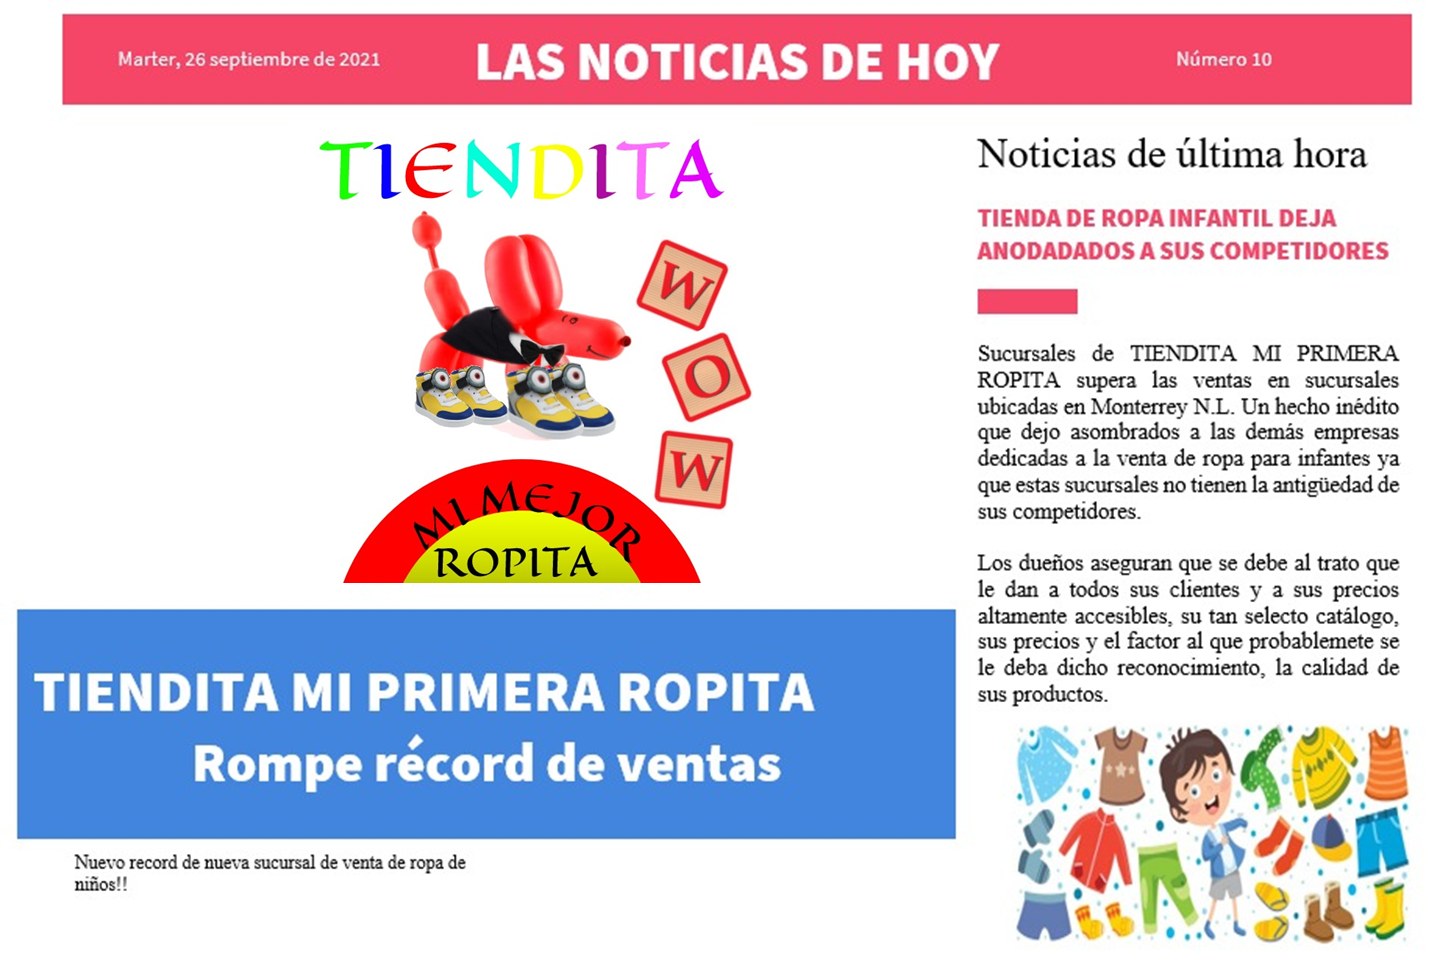 Marter, 26 septiembre de 2021
LAS NOTICIAS DE HOY
Número 10
TIENDITA
W
O
W
MI MEJOR
ROPITA
TIENDITA MI PRIMERA ROPITA
Rompe récord de ventas
Nuevo record de nueva sucursal de venta de ropa de
niños!!
Noticias de última hora
TIENDA DE ROPA INFANTIL DEJA
ANODADADOS A SUS COMPETIDORES
Sucursales de TIENDITA MI PRIMERA
ROPITA supera las ventas en sucursales
ubicadas en Monterrey N.L. Un hecho inédito
que dejo asombrados a las demás empresas
dedicadas a la venta de ropa para infantes ya
que estas sucursales no tienen la antigüedad de
sus competidores.
Los dueños aseguran que se debe al trato que
le dan a todos sus clientes y a sus precios
altamente accesibles, su tan selecto catálogo,
sus precios y el factor al que probablemete se
le deba dicho reconocimiento, la calidad de
sus productos.